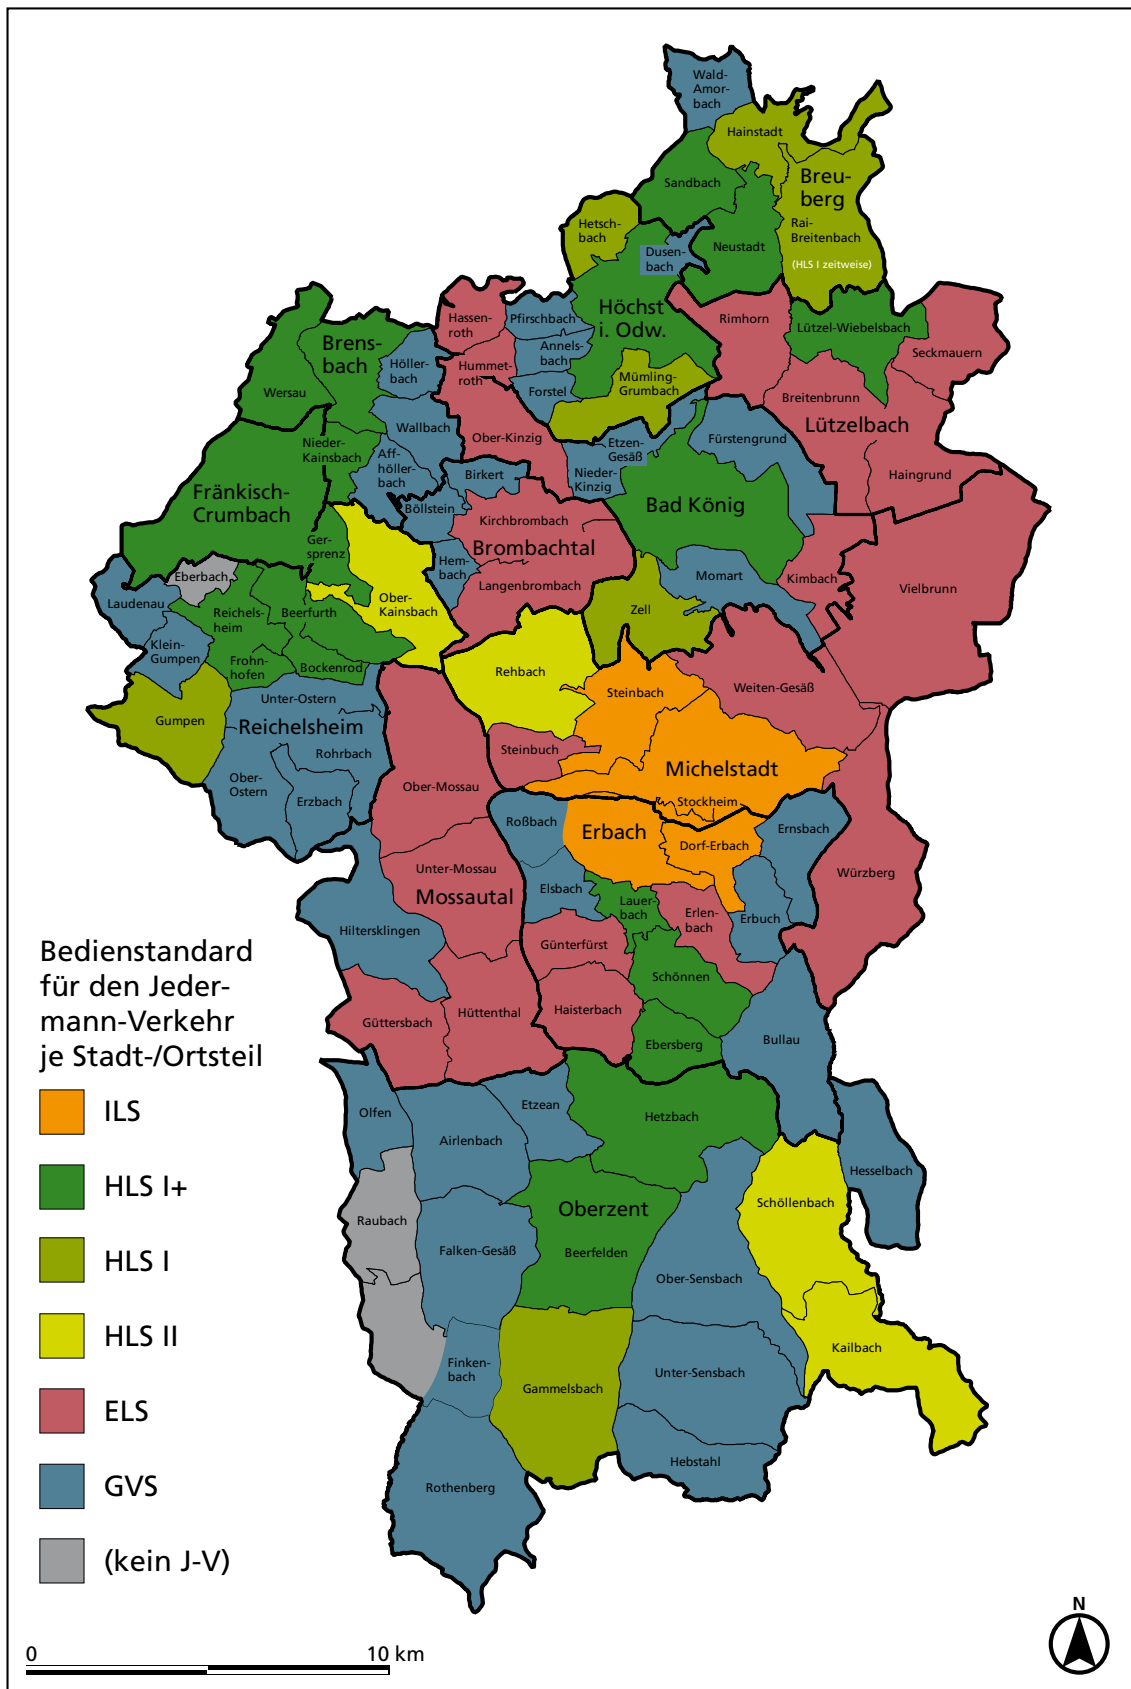 Wald-
Amor-
bach
Hainstadt
Breu-
berg
Sandbach
Rai-
Breitenbach
(HLS I zeitweise)
Hetsch-
bach
Neustadt
Dusen-
bach
Höchst
i. Odw.
Rimhorn
Lützel-Wiebelsbach
Seckmauern
Hassen-
roth
Pfirschbach
Annels-
bach
Hummet-
roth
Forstel
Mümling-
Grumbach
Brens-
bach
Höller-
bach
Wersau
Breitenbrunn
Lützelbach
Wallbach
Ober-Kinzig
Etzen-
Gesäß
Fürstengrund
Nieder-
Kainsbach
Aff-
höller-
bach
Birkert
Nieder-
Kinzig
Haingrund
Fränkisch-
Crumbach
Böllstein
Bad König
Kirchbrombach
Brombachtal
Ger-
sprenz
Hem-
bach
Langenbrombach
Momart
Kimbach
Vielbrunn
Eberbach
Laudenau
Reichels-
heim
Beerfurth
Ober-
Kainsbach
Zell
Klein-
Gumpen
Frohn-
hofen
Bockenrod
Rehbach
Steinbach
Weiten-Gesäß
Unter-Ostern
Gumpen
Reichelsheim
Rohrbach
Steinbuch
Michelstadt
Ober-
Ostern
Erzbach
Ober-Mossau
Stockheim
Roßbach
Erbach
Dorf-Erbach
Ernsbach
Unter-Mossau
Mossautal
Elsbach
Würzberg
Lauer-
bach
Erlen-
bach
Erbuch
Hiltersklingen
Günterfürst
Schönnen
Güttersbach
Hüttenthal
Haisterbach
Ebersberg
Bullau
Olfen
Etzean
Hetzbach
Airlenbach
Hesselbach
Raubach
Oberzent
Schöllenbach
Falken-Gesäß
Beerfelden
Ober-Sensbach
Kailbach
Finken-
bach
Gammelsbach
Unter-Sensbach
Hebstahl
Rothenberg
Bedienstandard
für den Jeder-
mann-Verkehr
je Stadt-/Ortsteil
ILS
HLS I+
HLS I
HLS II
ELS
GVS
(kein J-V)
0
10 km
N